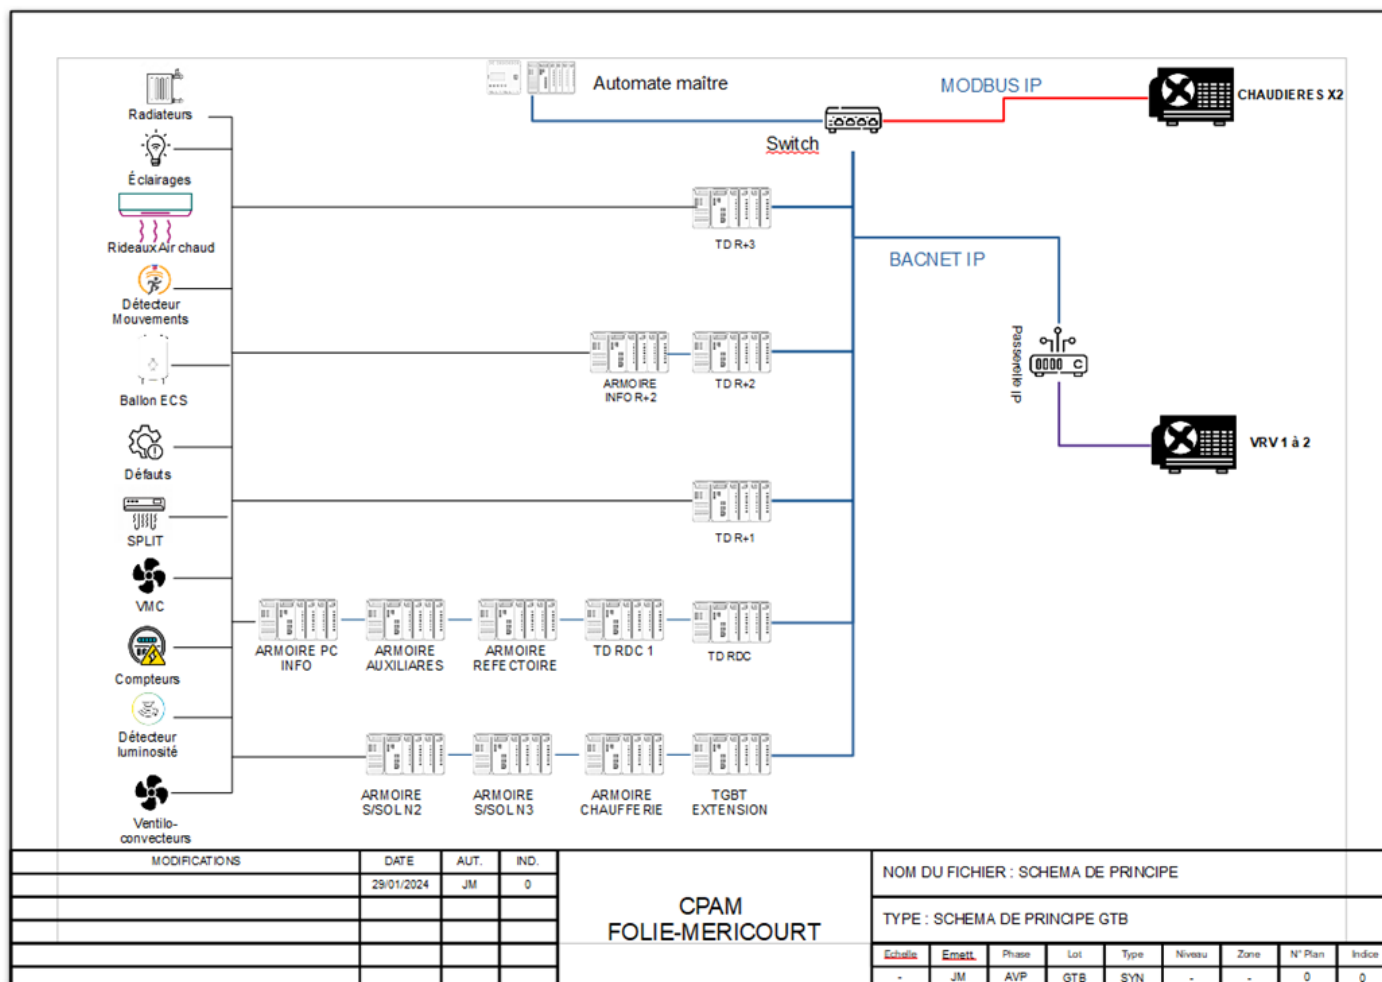 Automate maître
MODBUS IP
CHAUDIERES X2
Switch
Radiateurs
Éclairages
Rideaux Air chaud
Détecteur
Mouvements
Ballon ECS
Défauts
SPLIT
VMC
Compteurs
Détecteur
luminosité
Ventilo-
convecteurs
TD R+3
BACNET IP
Passerelle IP
ARMOIRE
INFO R+2
TD R+2
VRV 1 à 2
TD R+1
ARMOIRE PC
INFO
ARMOIRE
AUXILIARES
ARMOIRE
REFECTOIRE
TD RDC 1
TD RDC
ARMOIRE
S/SOL N2
ARMOIRE
S/SOL N3
ARMOIRE
CHAUFFERIE
TGBT
EXTENSION
MODIFICATIONS DATE AUT. IND.
29/01/2024 JM 0
CPAM
FOLIE-MERICOURT
NOM DU FICHIER : SCHEMA DE PRINCIPE
TYPE : SCHEMA DE PRINCIPE GTB
Echelle Emett. Phase Lot Type Niveau Zone N° Plan Indice
- JM AVP GTB SYN - - 0 0